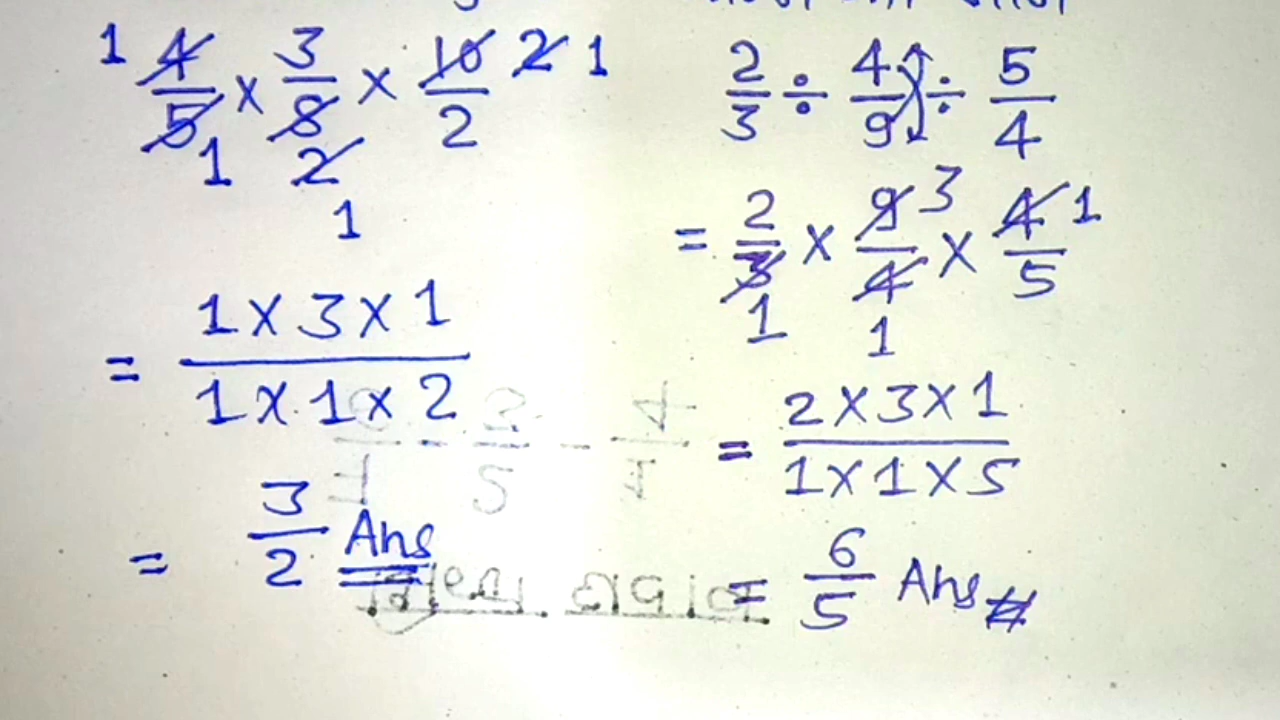 1 4/5 × 3/8 × 10/2 2 1
1 2
1
= 1 × 3 × 1 / 1 × 1 × 2
= 3/2 Ans
2/3 ÷ 4/9 ÷ 5/4
= 2/3 × 9/4 × 4/5 3 1
1 1
= 2 × 3 × 1 / 1 × 1 × 5
= 6/5 Ans #